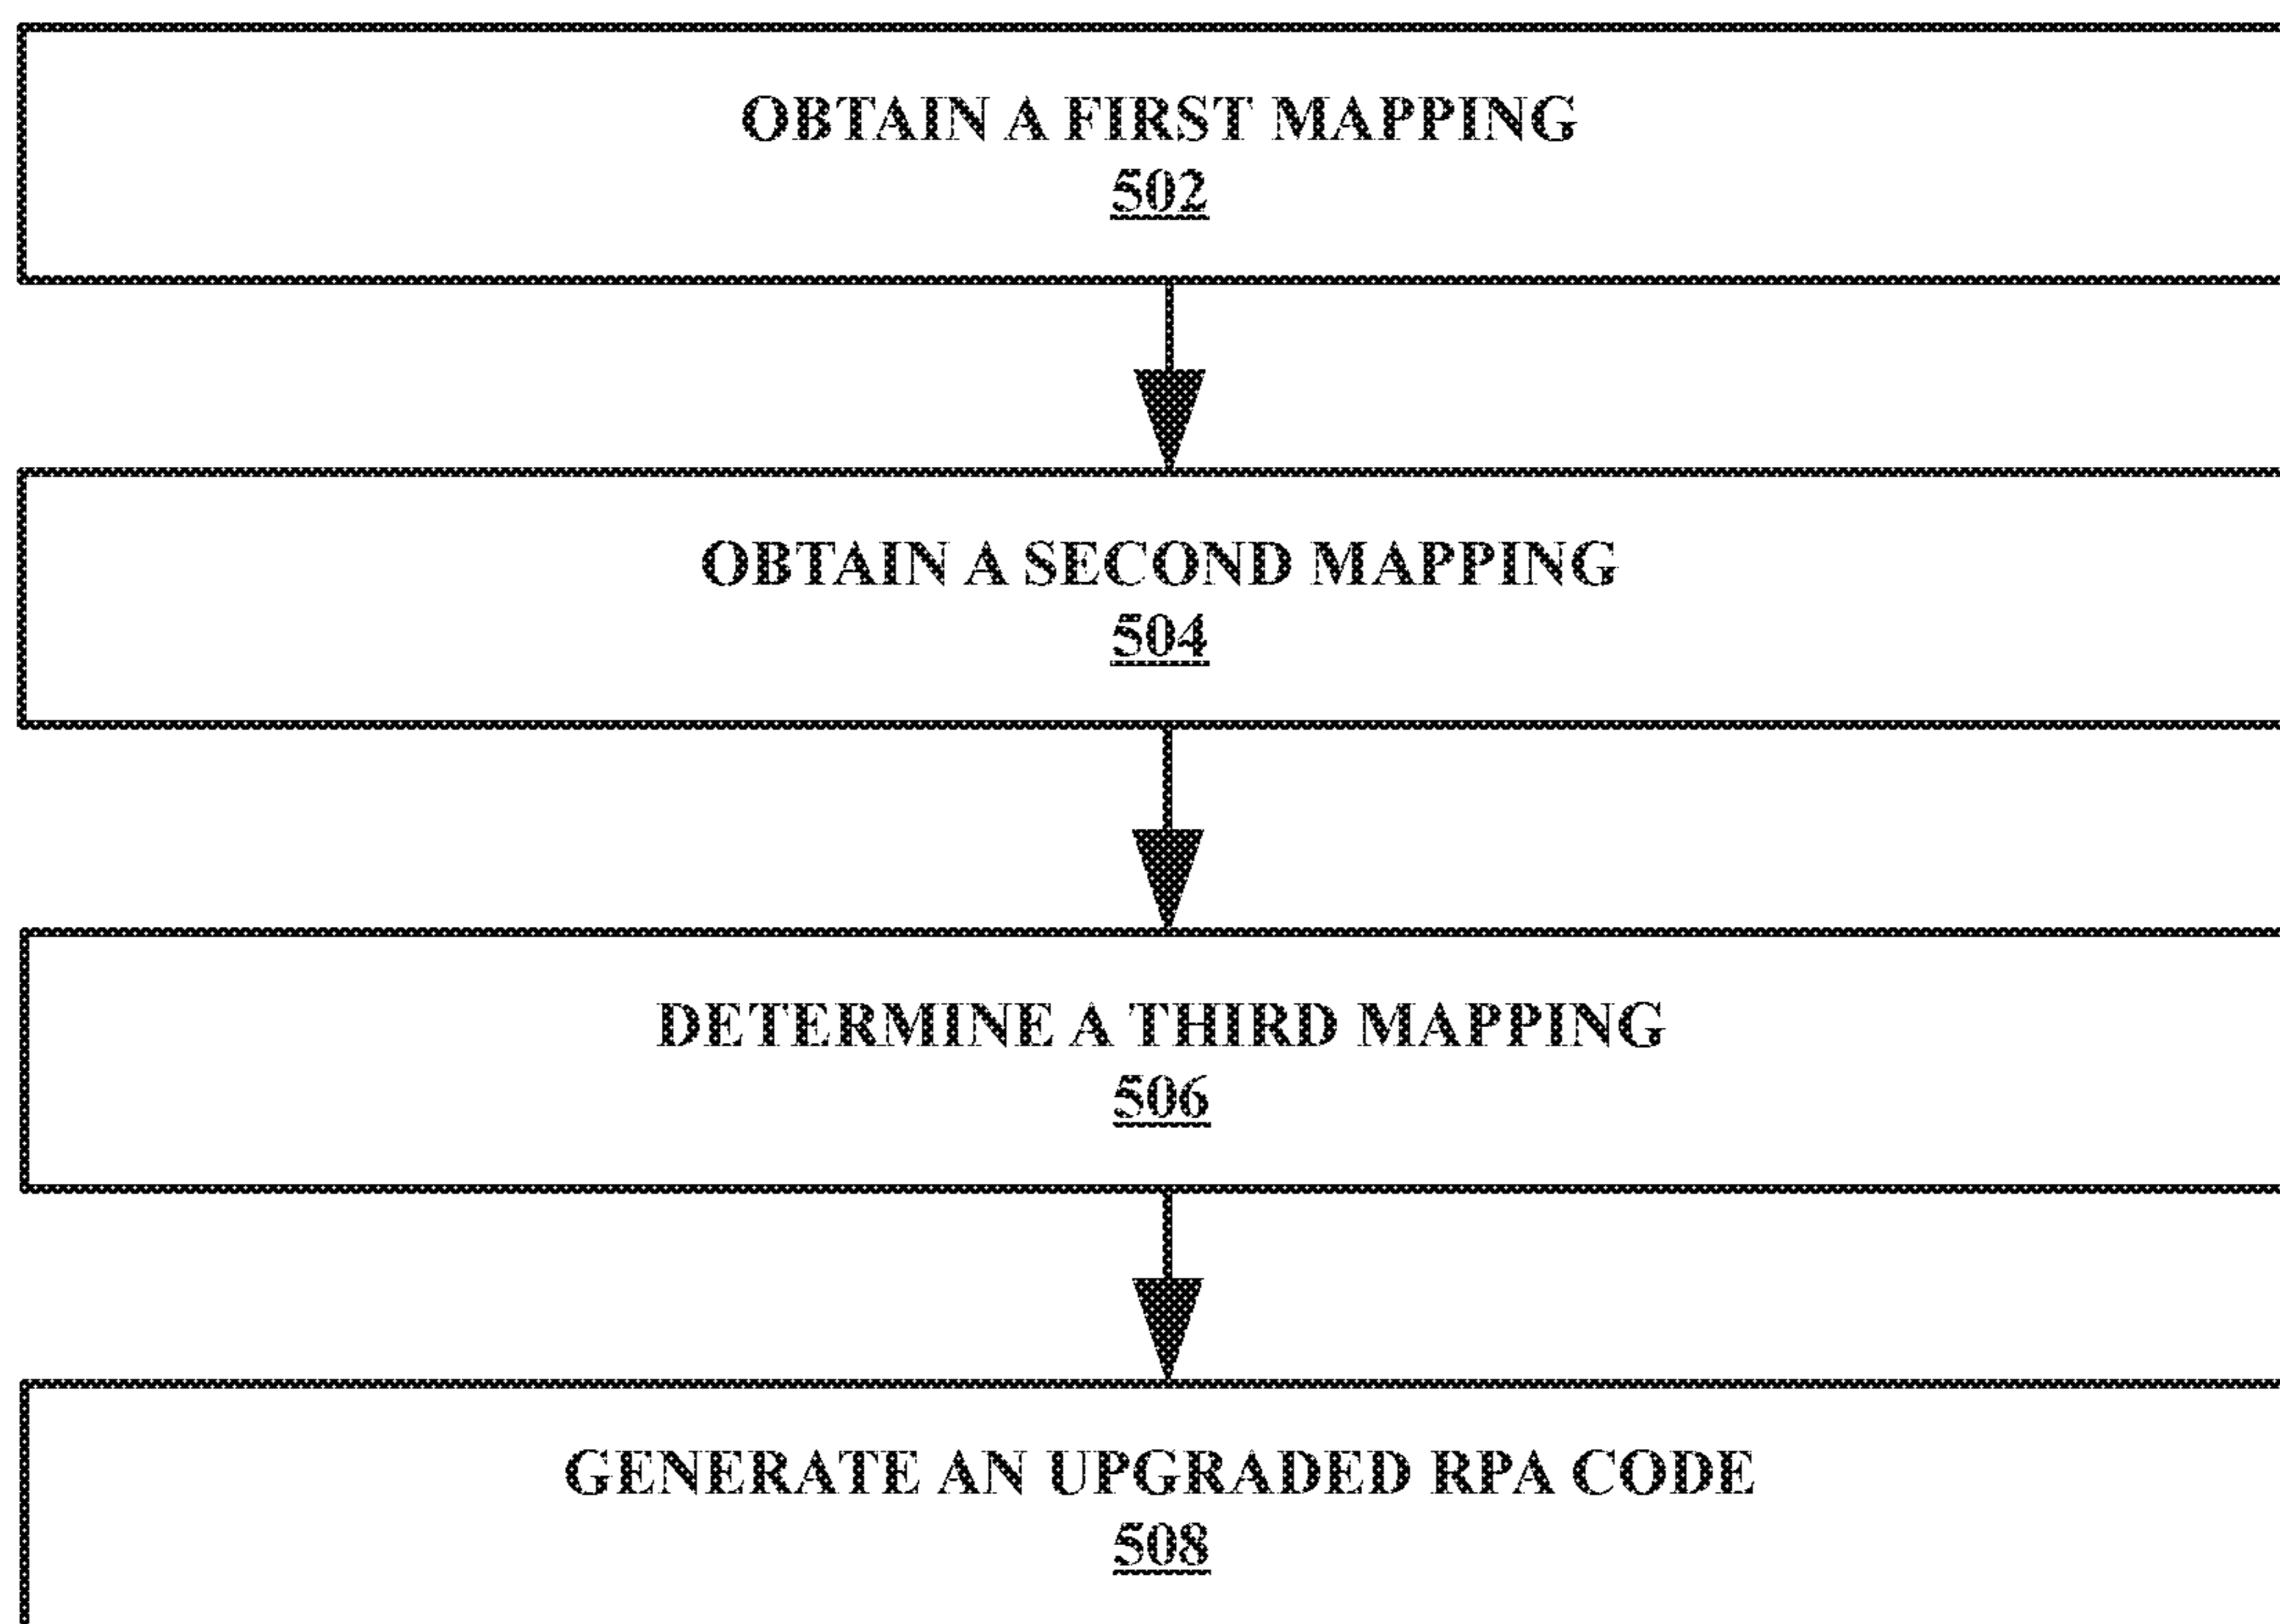 OBTAIN A FIRST MAPPING
502
OBTAIN A SECOND MAPPING
504
DETERMINE A THIRD MAPPING
506
GENERATE AN UPGRADED RPA CODE
508